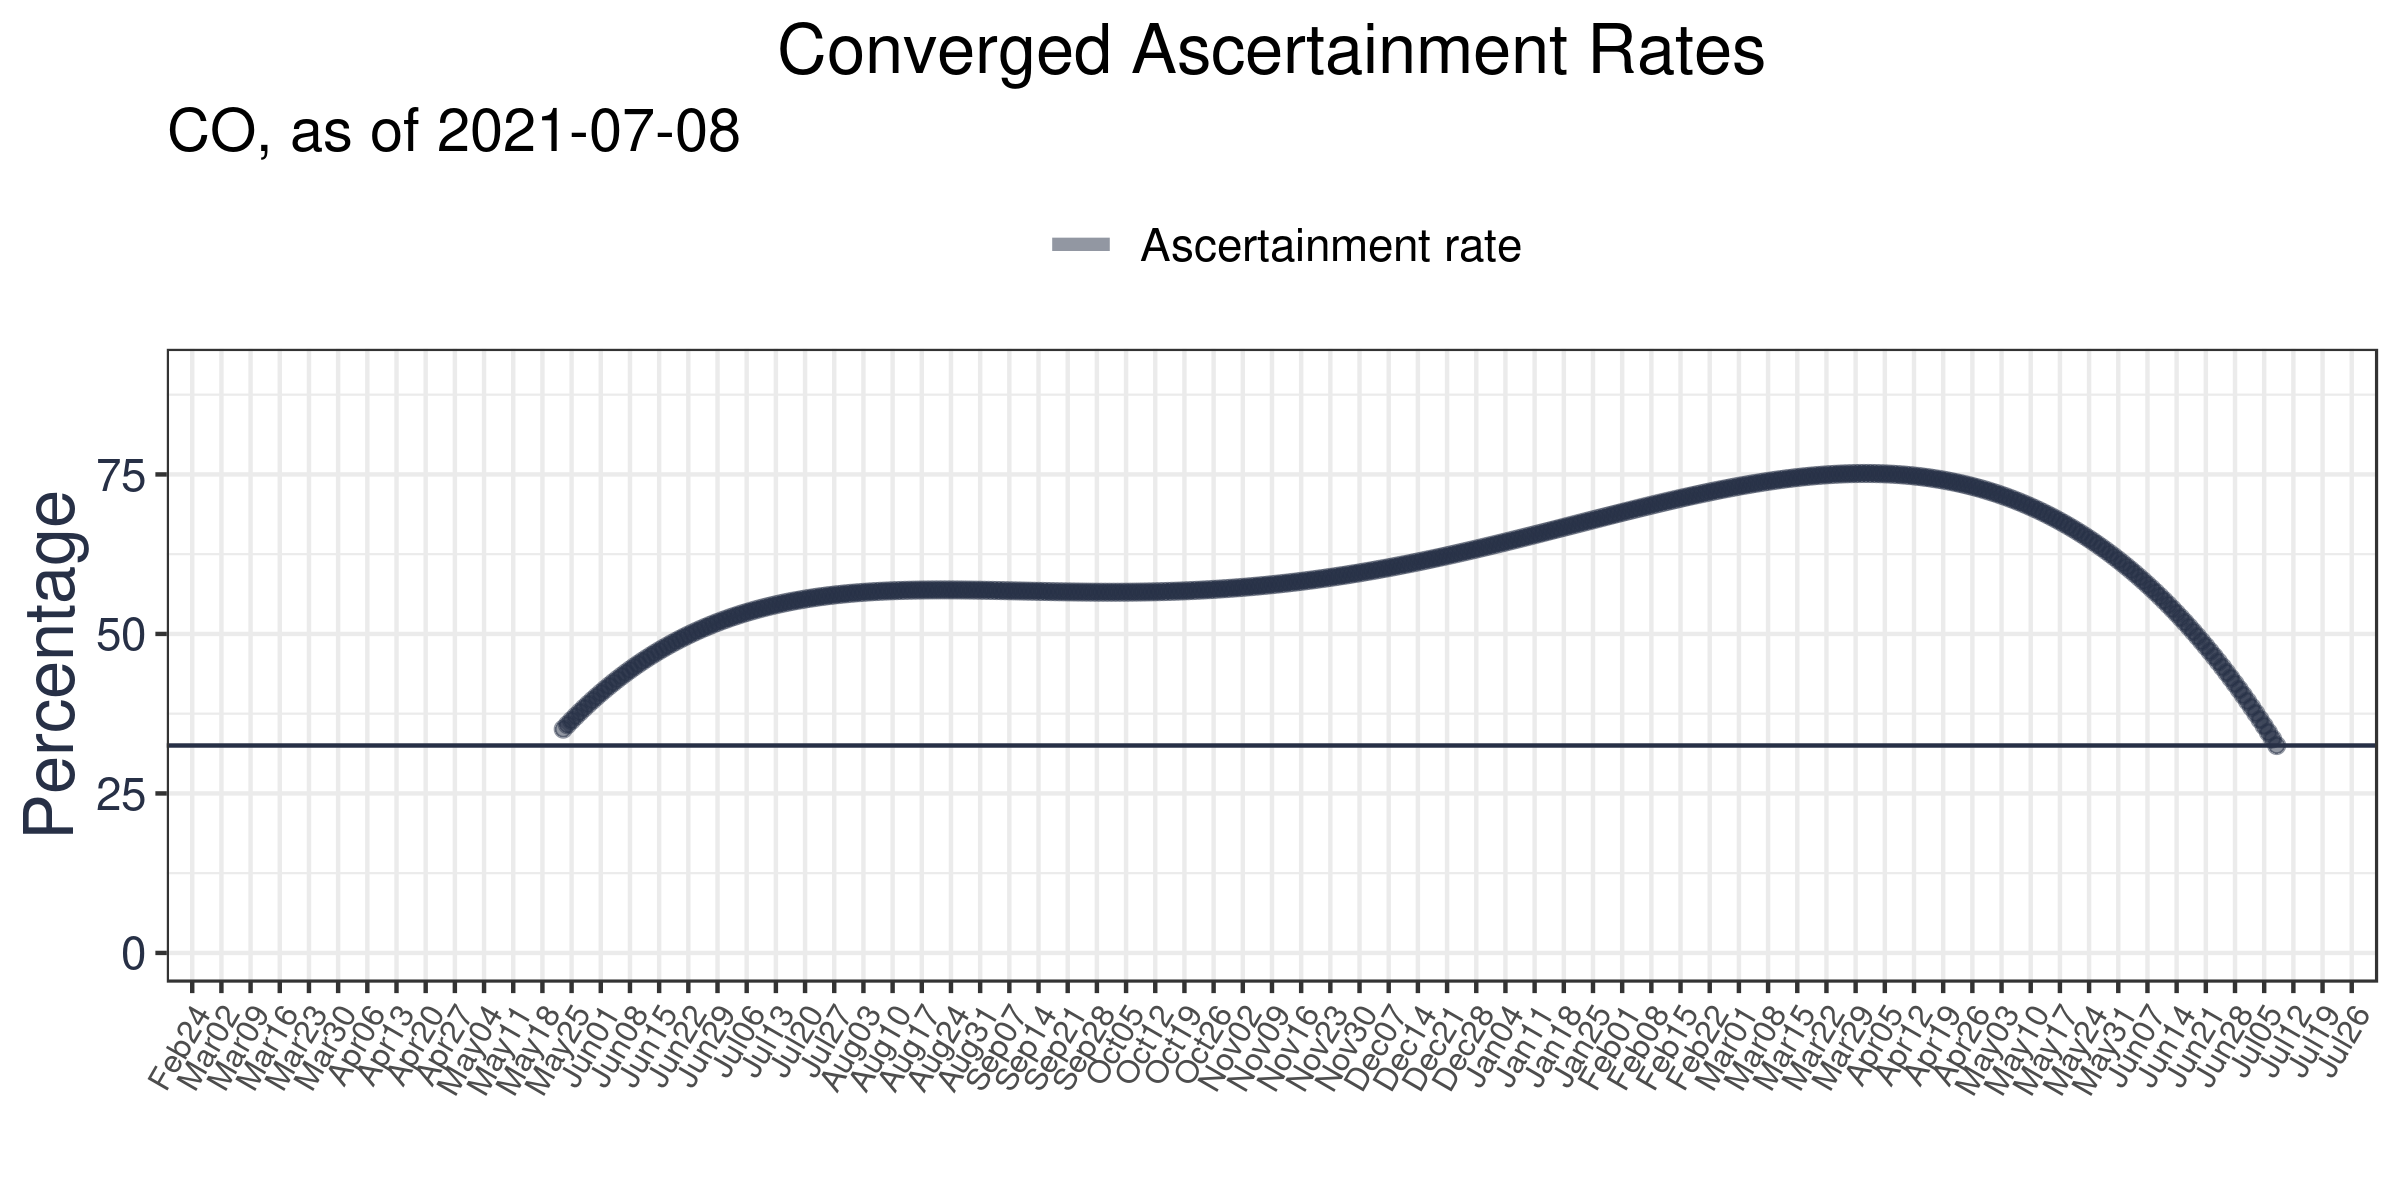 Converged Ascertainment Rates
CO, as of 2021-07-08
Ascertainment rate
Percentage
75
50
25
0
Feb24 Mar02 Mar09 Mar16 Mar23 Mar30 Apr06 Apr13 Apr20 Apr27 May04 May11 May18 May25 Jun01 Jun08 Jun15 Jun22 Jun29 Jul06 Jul13 Jul20 Jul27 Aug03 Aug10 Aug17 Aug24 Aug31 Sep07 Sep14 Sep21 Sep28 Oct05 Oct12 Oct19 Oct26 Nov02 Nov09 Nov16 Nov23 Nov30 Dec07 Dec14 Dec21 Dec28 Jan04 Jan11 Jan18 Jan25 Feb01 Feb08 Feb15 Feb22 Mar01 Mar08 Mar15 Mar22 Mar29 Apr05 Apr12 Apr19 Apr26 May03 May10 May17 May24 May31 Jun07 Jun14 Jun21 Jun28 Jul05 Jul12 Jul19 Jul26